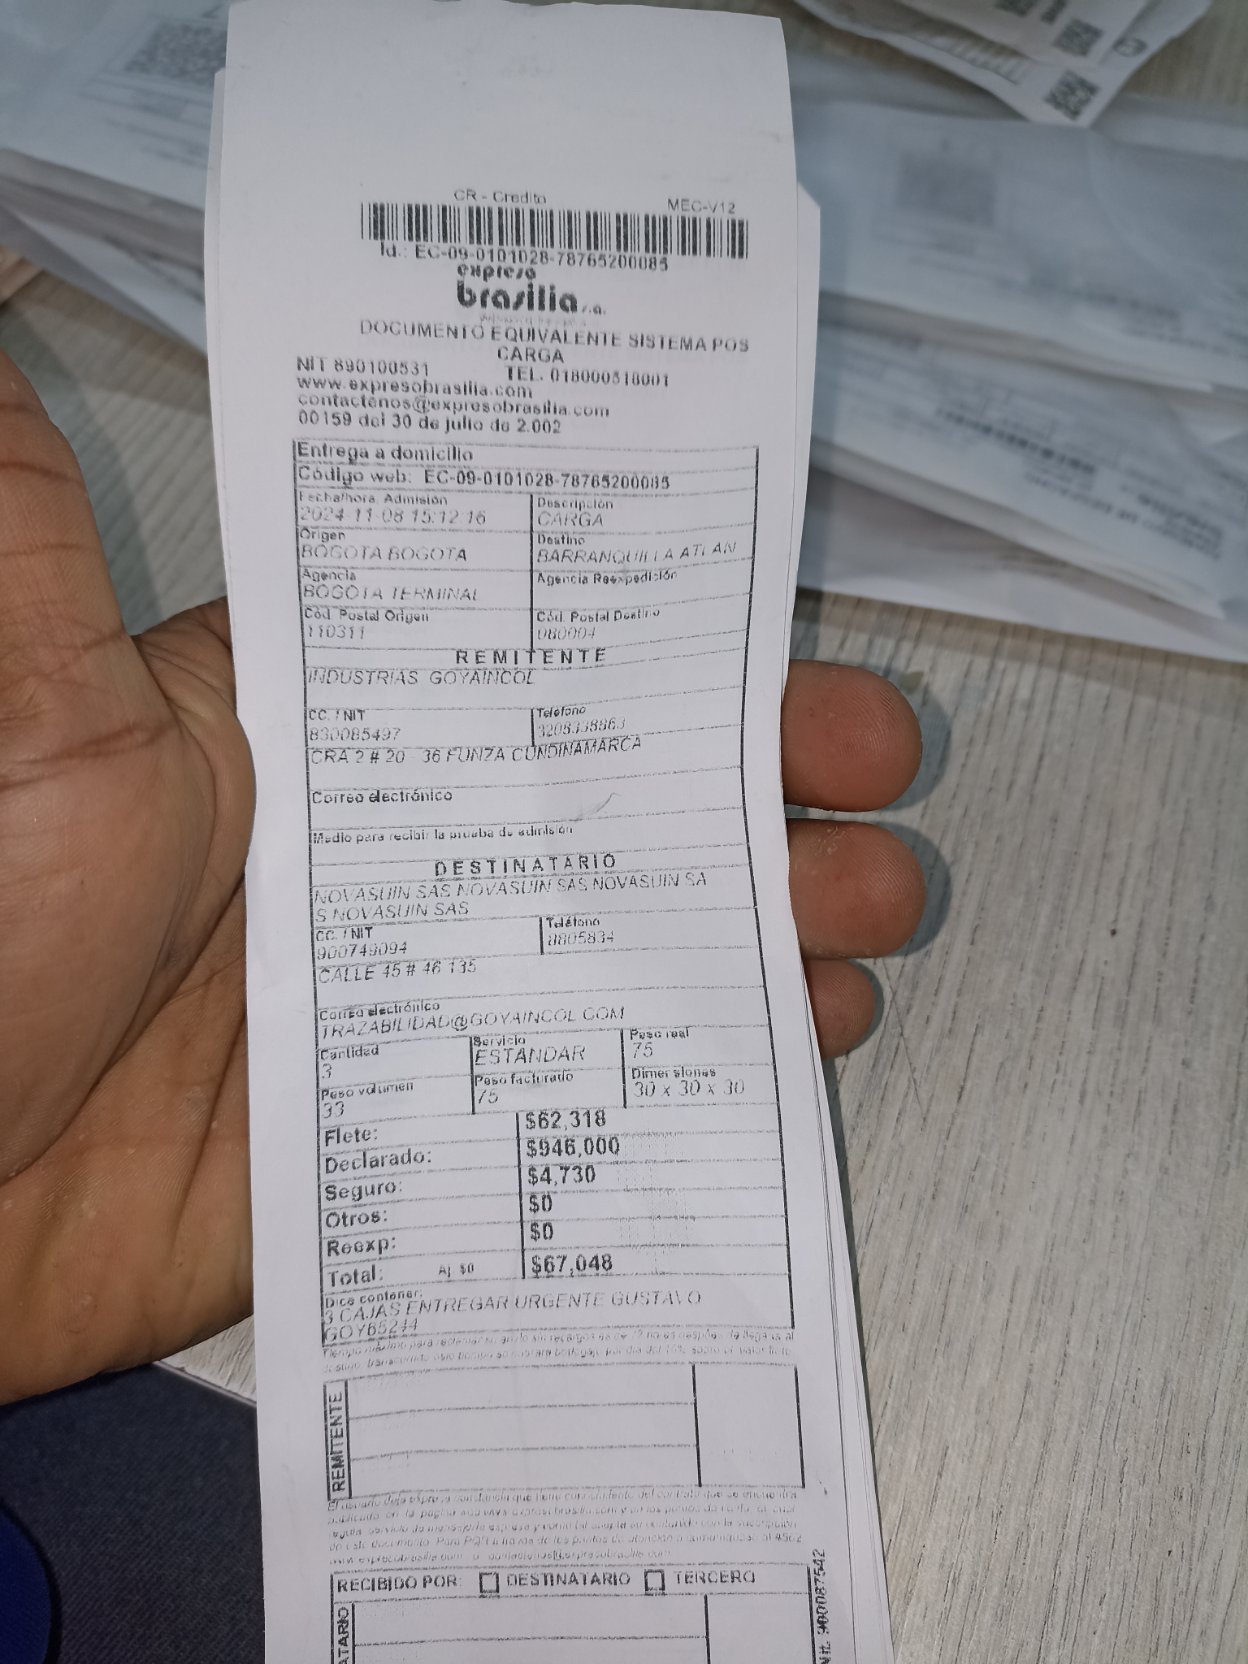 CR - Credito MEC-V12
Id.: EC-09-0101028-78765200085
expreso
brasilia s.a.
DOCUMENTO EQUIVALENTE SISTEMA POS
CARGA
NIT 890100531 TEL. 018000518001
www.expresobrasilia.com
contactenos@expresobrasilia.com
00159 del 30 de julio de 2.002
Entrega a domicilio
Código web: EC-09-0101028-78765200085
Fecha/hora Admisión Descripción
2024-11-08 15:12:16 CARGA
Origen Destino
BOGOTA BOGOTA BARRANQUILLA ATLAN
Agencia Agencia Reexpedición
BOGOTA TERMINAL
Cód. Postal Origen Cód. Postal Destino
110311 080004
REMITENTE
INDUSTRIAS GOYAINCOL
CC. / NIT Teléfono
830085497 3208338863
CRA 2 # 20 - 36 FUNZA CUNDINAMARCA
Correo electrónico
Medio para recibir la prueba de admisión
DESTINATARIO
NOVASUIN SAS NOVASUIN SAS NOVASUIN SA
S NOVASUIN SAS
CC. / NIT Teléfono
900749094 8805834
CALLE 45 # 46 135
Correo electrónico
TRAZABILIDAD@GOYAINCOL.COM
Cantidad Servicio Peso real
3 ESTANDAR 75
Peso volumen Peso facturado Dimensiones
33 75 30 x 30 x 30
Flete: $62,318
Declarado: $946,000
Seguro: $4,730
Otros: $0
Reexp: $0
Total: Aj. $0 $67,048
Dice contener:
3 CAJAS ENTREGAR URGENTE GUSTAVO
GOY65244
REMITENTE
RECIBIDO POR: DESTINATARIO TERCERO
ATARIO